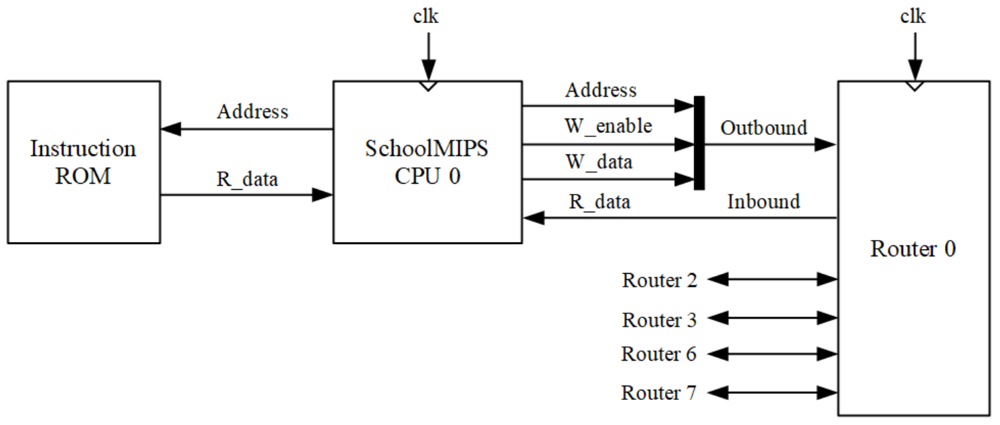 clk
clk
Address
Address
W_enable
Outbound
Instruction
ROM
SchoolMIPS
CPU 0
W_data
R_data
R_data
Inbound
Router 0
Router 2
Router 3
Router 6
Router 7